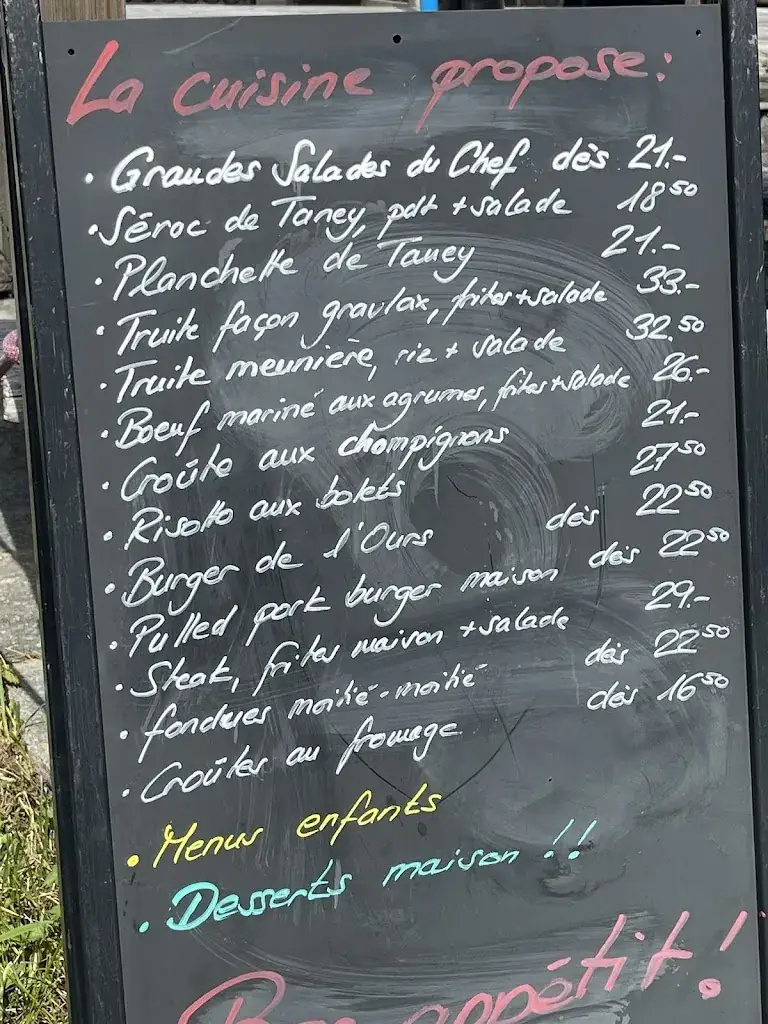 La cuisine propose:
• Grandes Salades du Chef dès 21.-
• Séroc de Taney, pdt + salade 18.50
• Planchette de Taney 21.-
• Truite façon gravlax, frites + salade 33.-
• Truite meunière, riz + salade 32.50
• Boeuf mariné aux agrumes, frites + salade 26.-
• Croûte aux champignons 21.-
• Risotto aux bolets 27.50
• Burger de l'Ours dès 22.50
• Pulled pork burger maison dès 22.50
• Steak, frites maison + salade 29.-
• fondues moitié-moitié dès 22.50
• Croûtes au fromage dès 16.50
• Menus enfants
• Desserts maison !!
Bon appétit!